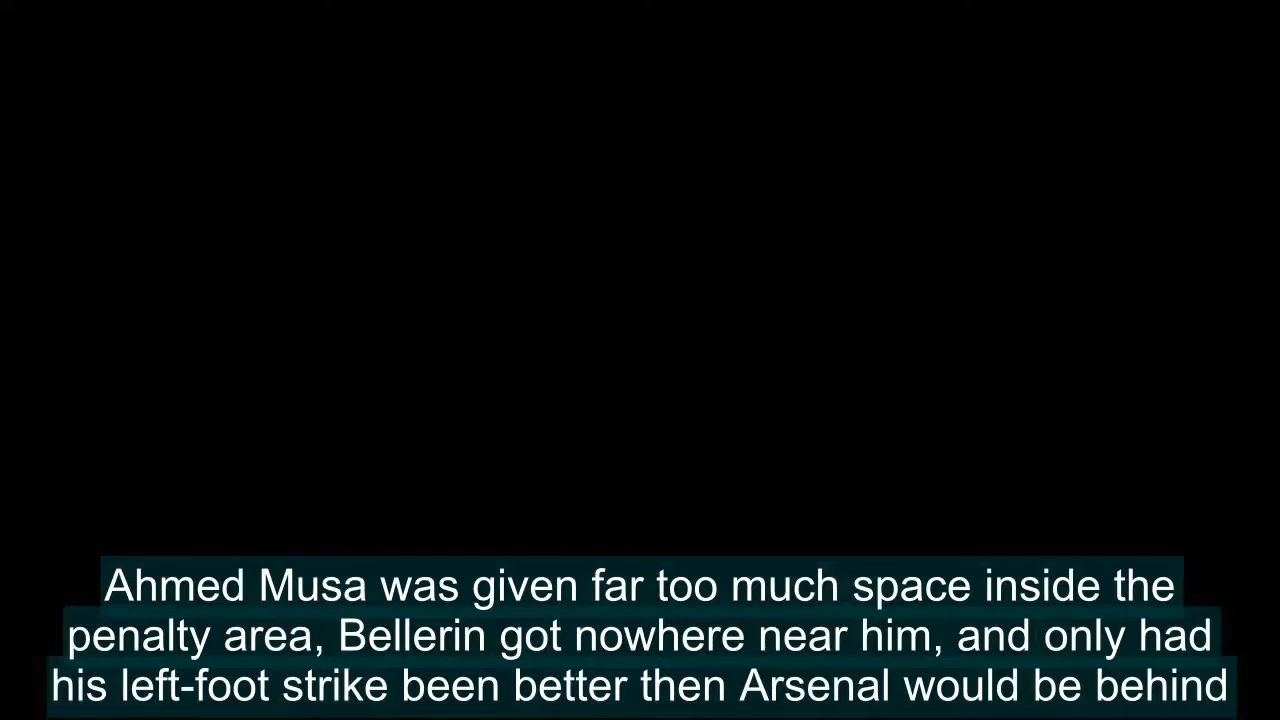 Ahmed Musa was given far too much space inside the
penalty area, Bellerin got nowhere near him, and only had
his left-foot strike been better then Arsenal would be behind